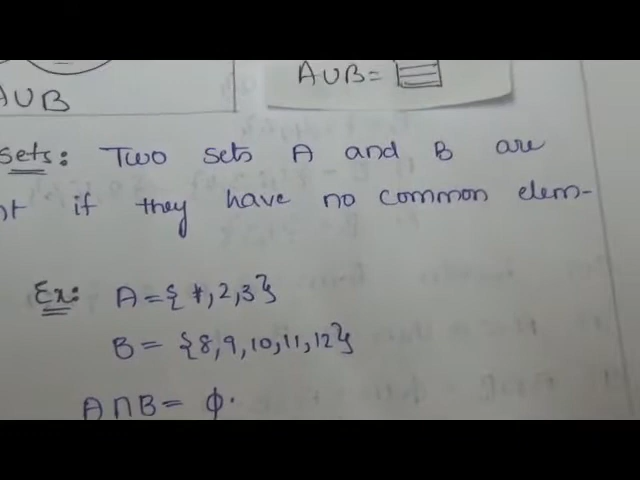 AUB
A∪B=
sets: Two sets A and B are
if they have no common elem-
Ex: A={1,2,3}
B = {8,9,10,11,12}
A∩B= ϕ.